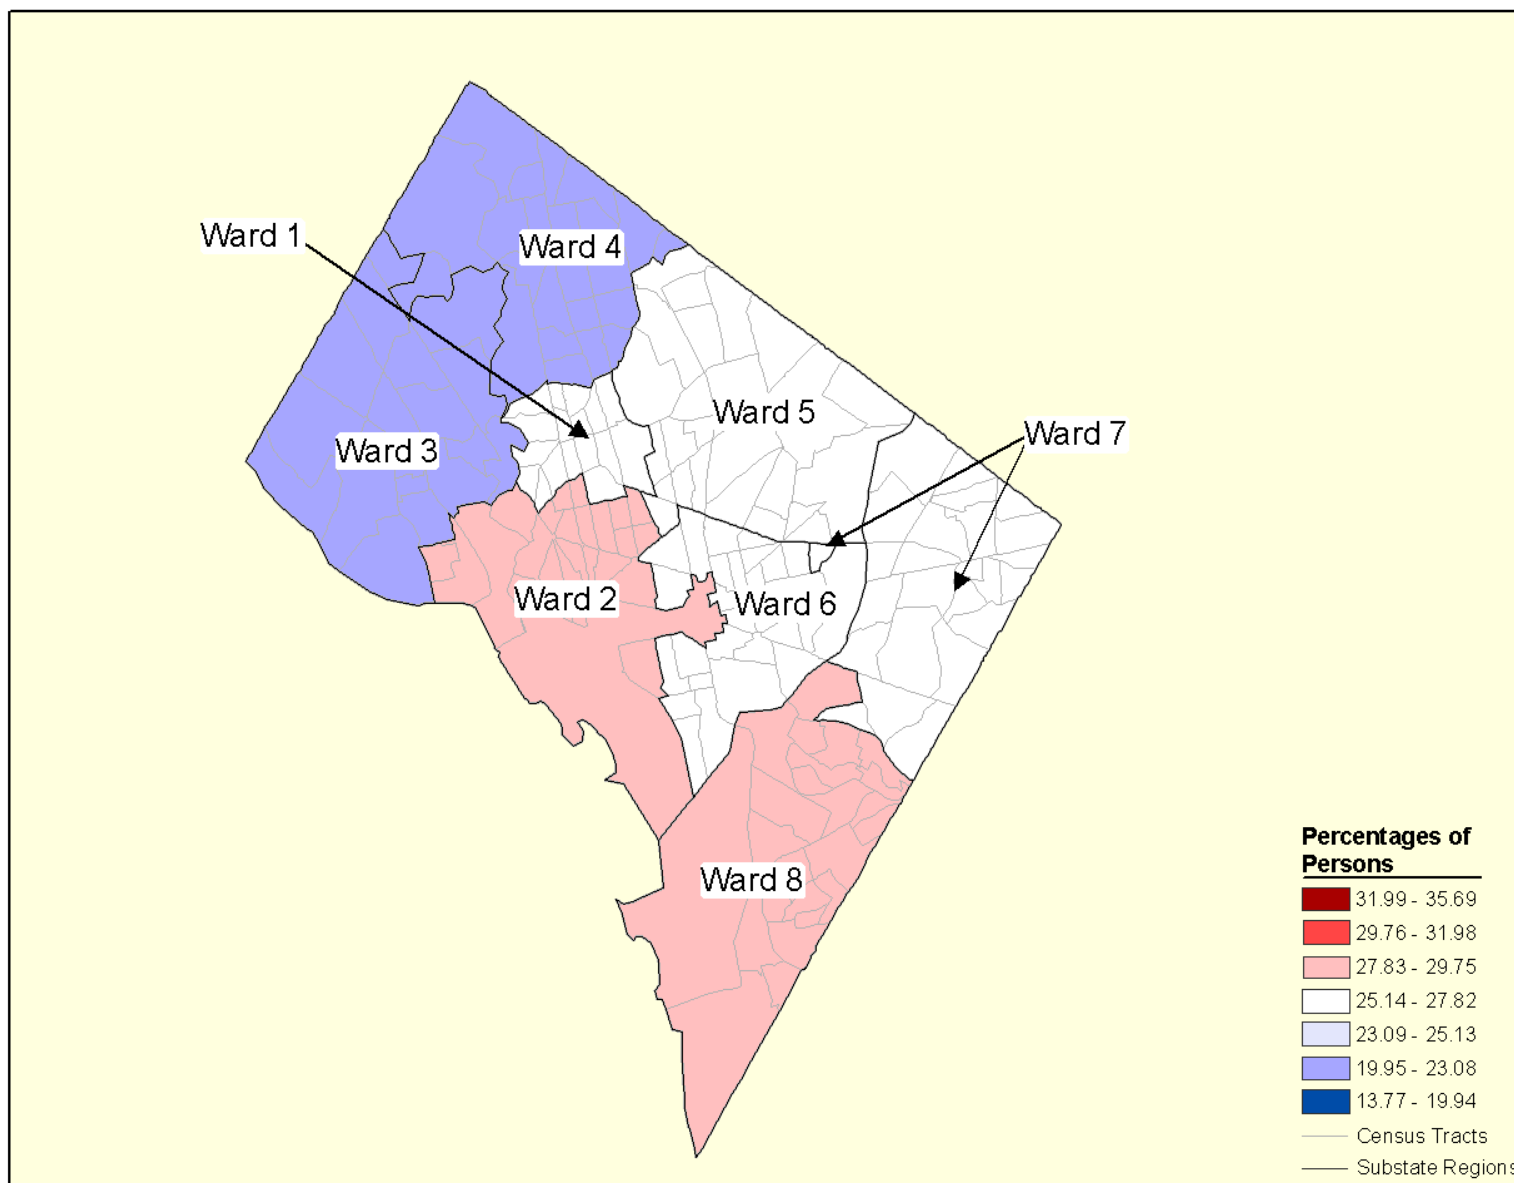 Ward 1
Ward 4
Ward 5
Ward 7
Ward 3
Ward 2
Ward 6
Ward 8
Percentages of
Persons
31.99 - 35.69
29.76 - 31.98
27.83 - 29.75
25.14 - 27.82
23.09 - 25.13
19.95 - 23.08
13.77 - 19.94
Census Tracts
Substate Regions